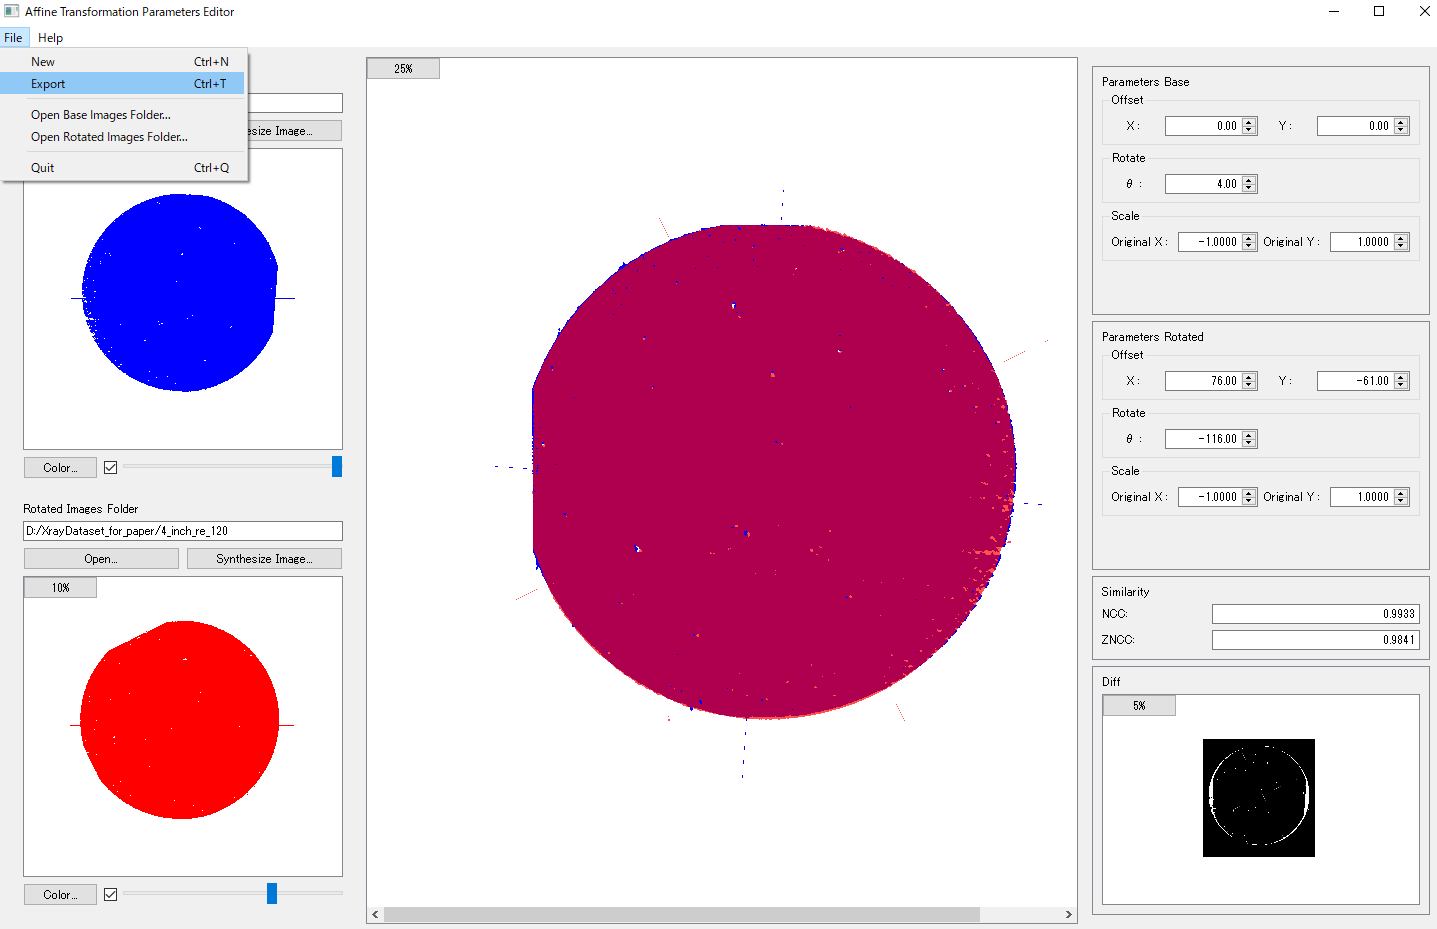 Affine Transformation Parameters Editor
File Help
New Ctrl+N
Export Ctrl+T
Open Base Images Folder...
Open Rotated Images Folder...
Quit Ctrl+Q
esize Image...
Color...
Rotated Images Folder
D:/XrayDataset_for_paper/4_inch_re_120
Open... Synthesize Image...
10%
Color...
25%
Parameters Base
Offset
X : 0.00 Y : 0.00
Rotate
θ : 4.00
Scale
Original X : -1.0000 Original Y : 1.0000
Parameters Rotated
Offset
X : 76.00 Y : -61.00
Rotate
θ : -116.00
Scale
Original X : -1.0000 Original Y : 1.0000
Similarity
NCC: 0.9933
ZNCC: 0.9841
Diff
5%